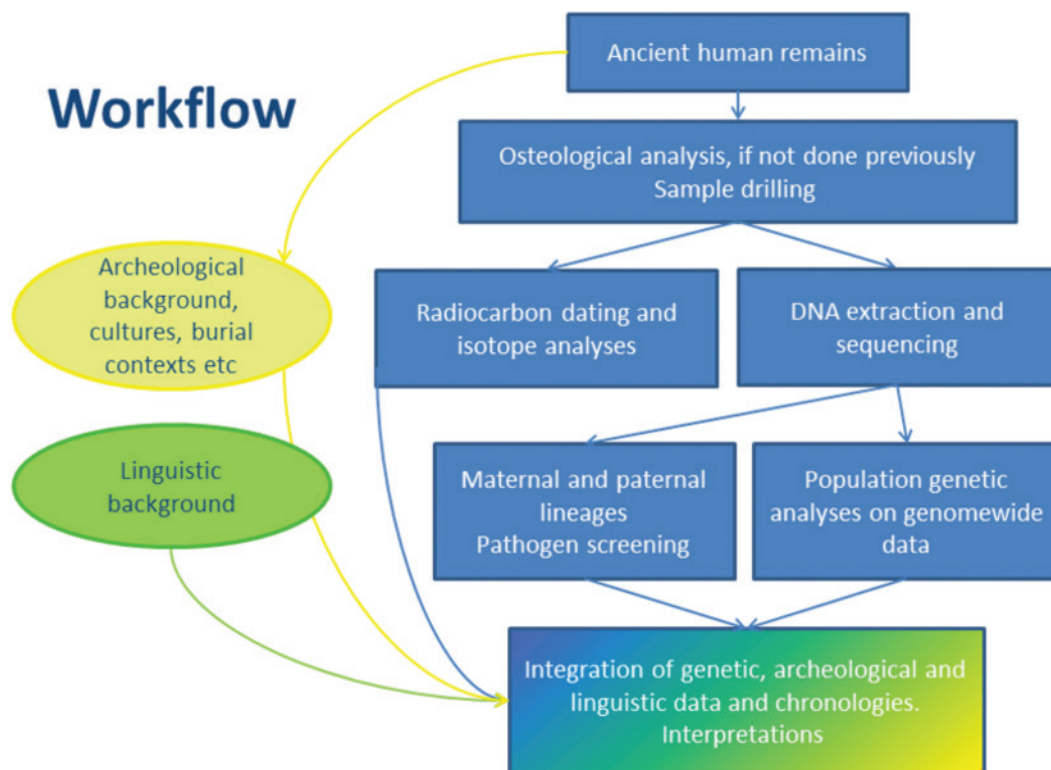 Workflow
Ancient human remains
Osteological analysis, if not done previously
Sample drilling
Archeological
background,
cultures, burial
contexts etc
Radiocarbon dating and
isotope analyses
DNA extraction and
sequencing
Linguistic
background
Maternal and paternal
lineages
Pathogen screening
Population genetic
analyses on genomewide
data
Integration of genetic, archeological and
linguistic data and chronologies.
Interpretations